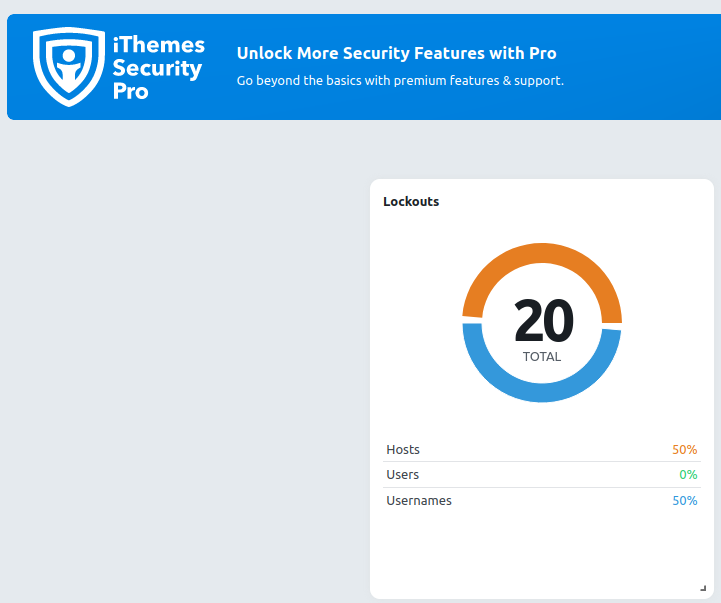 iThemes
Security
Pro
Unlock More Security Features with Pro
Go beyond the basics with premium features & support.
Lockouts
20
TOTAL
Hosts 50%
Users 0%
Usernames 50%